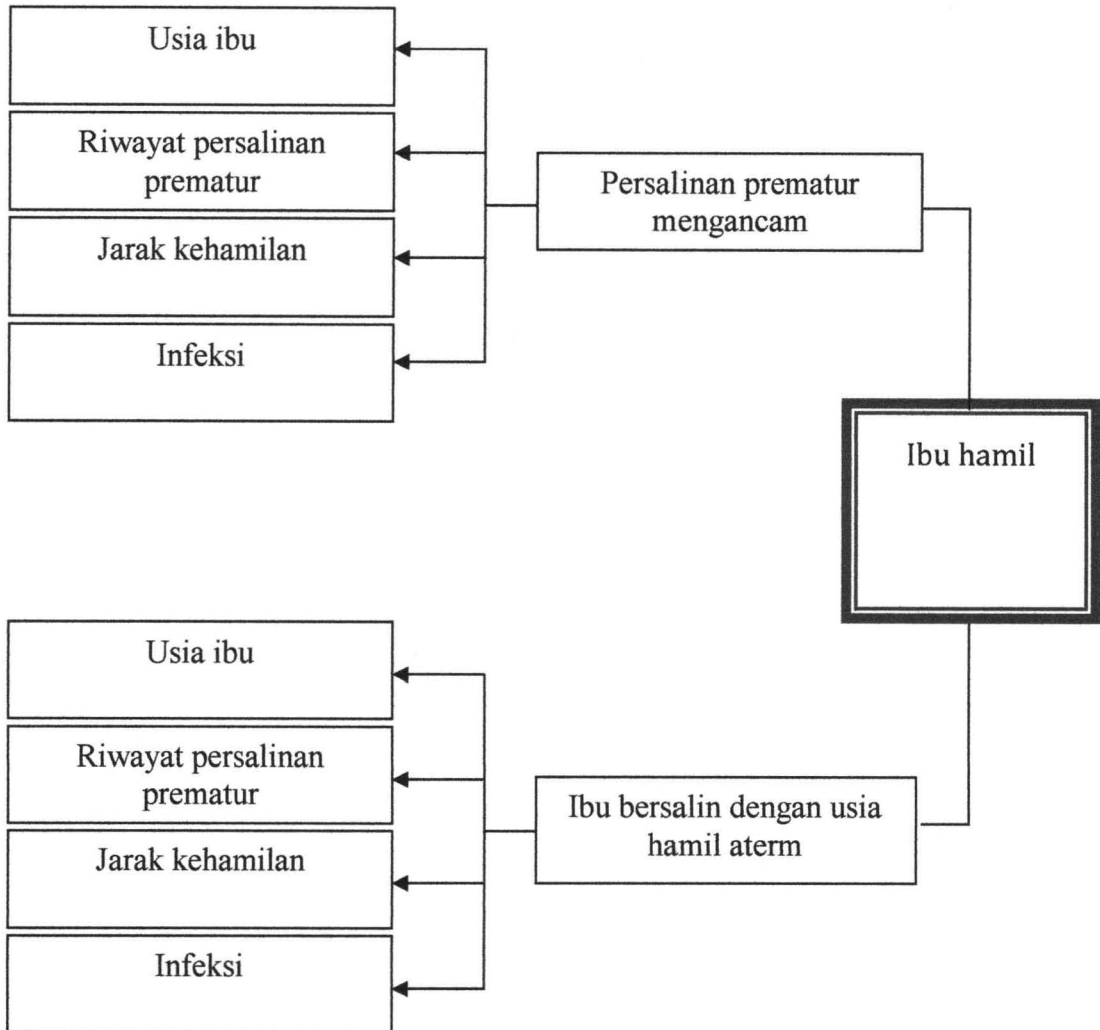 Usia ibu
Riwayat persalinan
prematur
Jarak kehamilan
Infeksi
Persalinan prematur
mengancam
Ibu hamil
Usia ibu
Riwayat persalinan
prematur
Jarak kehamilan
Infeksi
Ibu bersalin dengan usia
hamil aterm